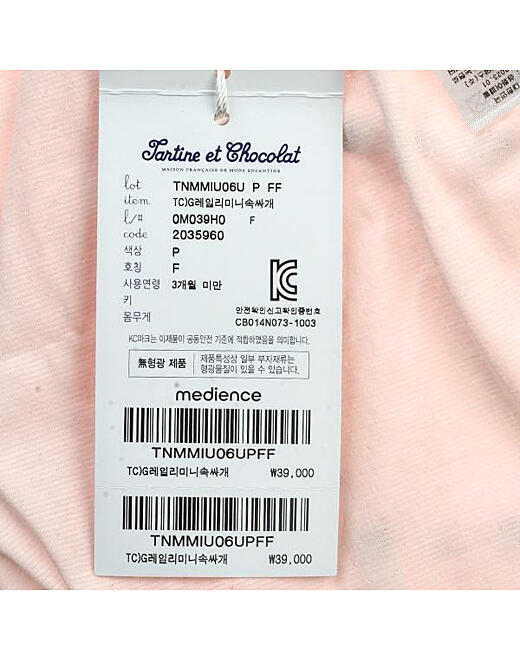 Tartine et Chocolat
MAISON FRANÇAISE DE MODE ENFANTINE
lot TNMMIU06U P FF
item TC)G레일리미니속싸개
l/# 0M039H0 F
code 2035960
색상 P
호칭 F
사용연령 3개월 미만
키
몸무게
안전확인신고확인증번호
CB014N073-1003
KC마크는 이제품이 공통안전 기준에 적합하였음을 의미합니다.
無형광 제품 제품특성상 일부 부자재류는
형광물질이 있을 수 있습니다.
medience
TNMMIU06UPFF
TC)G레일리미니속싸개 ₩39,000
TNMMIU06UPFF
TC)G레일리미니속싸개 ₩39,000
대한민국
2023.01